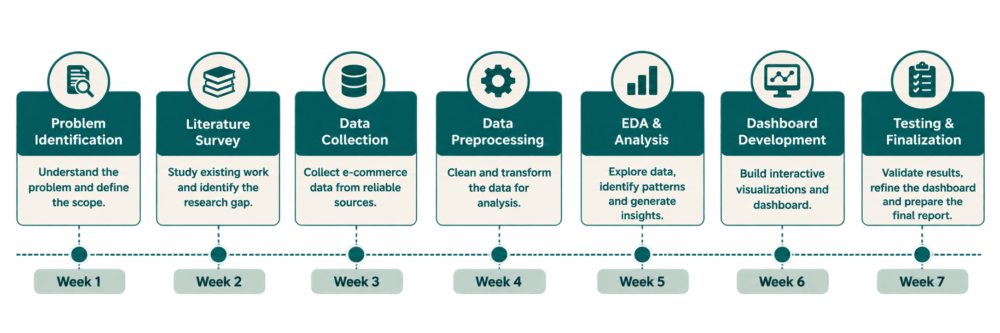 Problem
Identification
Understand the
problem and define
the scope.
Week 1
Literature
Survey
Study existing work
and identify the
research gap.
Week 2
Data
Collection
Collect e-commerce
data from reliable
sources.
Week 3
Data
Preprocessing
Clean and transform
the data for
analysis.
Week 4
EDA &
Analysis
Explore data,
identify patterns
and generate
insights.
Week 5
Dashboard
Development
Build interactive
visualizations and
dashboard.
Week 6
Testing &
Finalization
Validate results,
refine the dashboard
and prepare the
final report.
Week 7